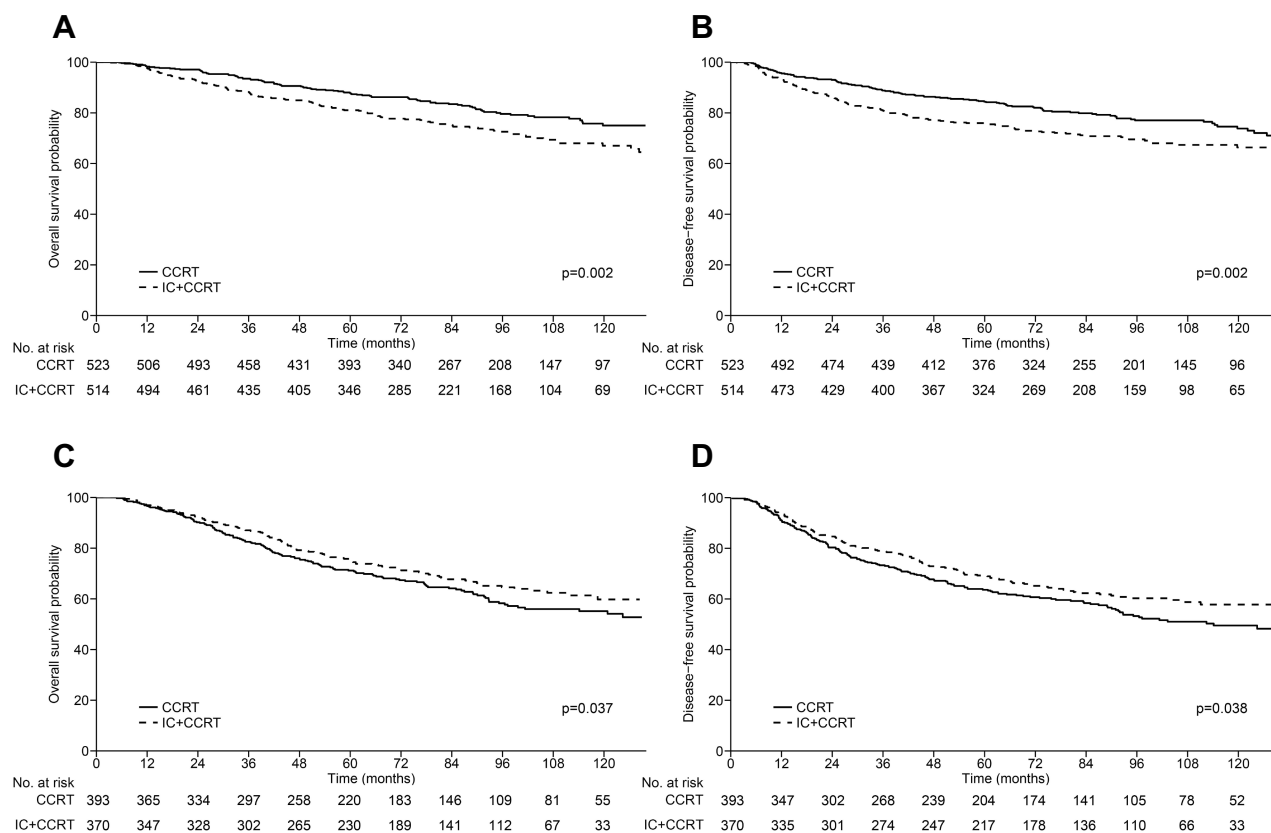 A
Overall survival probability
100
80
60
40
20
0
CCRT
IC+CCRT
p=0.002
0 12 24 36 48 60 72 84 96 108 120
Time (months)
No. at risk
CCRT 523 506 493 458 431 393 340 267 208 147 97
IC+CCRT 514 494 461 435 405 346 285 221 168 104 69
B
Disease−free survival probability
100
80
60
40
20
0
CCRT
IC+CCRT
p=0.002
0 12 24 36 48 60 72 84 96 108 120
Time (months)
No. at risk
CCRT 523 492 474 439 412 376 324 255 201 145 96
IC+CCRT 514 473 429 400 367 324 269 208 159 98 65
C
Overall survival probability
100
80
60
40
20
0
CCRT
IC+CCRT
p=0.037
0 12 24 36 48 60 72 84 96 108 120
Time (months)
No. at risk
CCRT 393 365 334 297 258 220 183 146 109 81 55
IC+CCRT 370 347 328 302 265 230 189 141 112 67 33
D
Disease−free survival probability
100
80
60
40
20
0
CCRT
IC+CCRT
p=0.038
0 12 24 36 48 60 72 84 96 108 120
Time (months)
No. at risk
CCRT 393 347 302 268 239 204 174 141 105 78 52
IC+CCRT 370 335 301 274 247 217 178 136 110 66 33